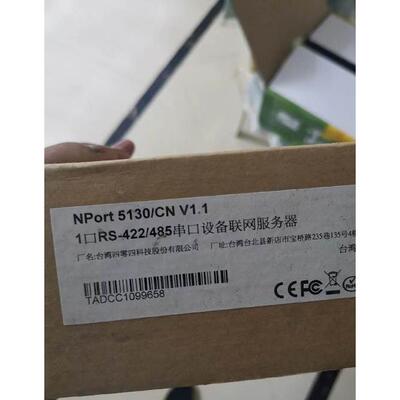 NPort 5130/CN V1.1
1口RS-422/485串口设备联网服务器
厂名:台湾四零四科技股份有限公司 厂址:台湾台北县新店市宝桥路235巷135号4楼
TADCC1099658
CE FC